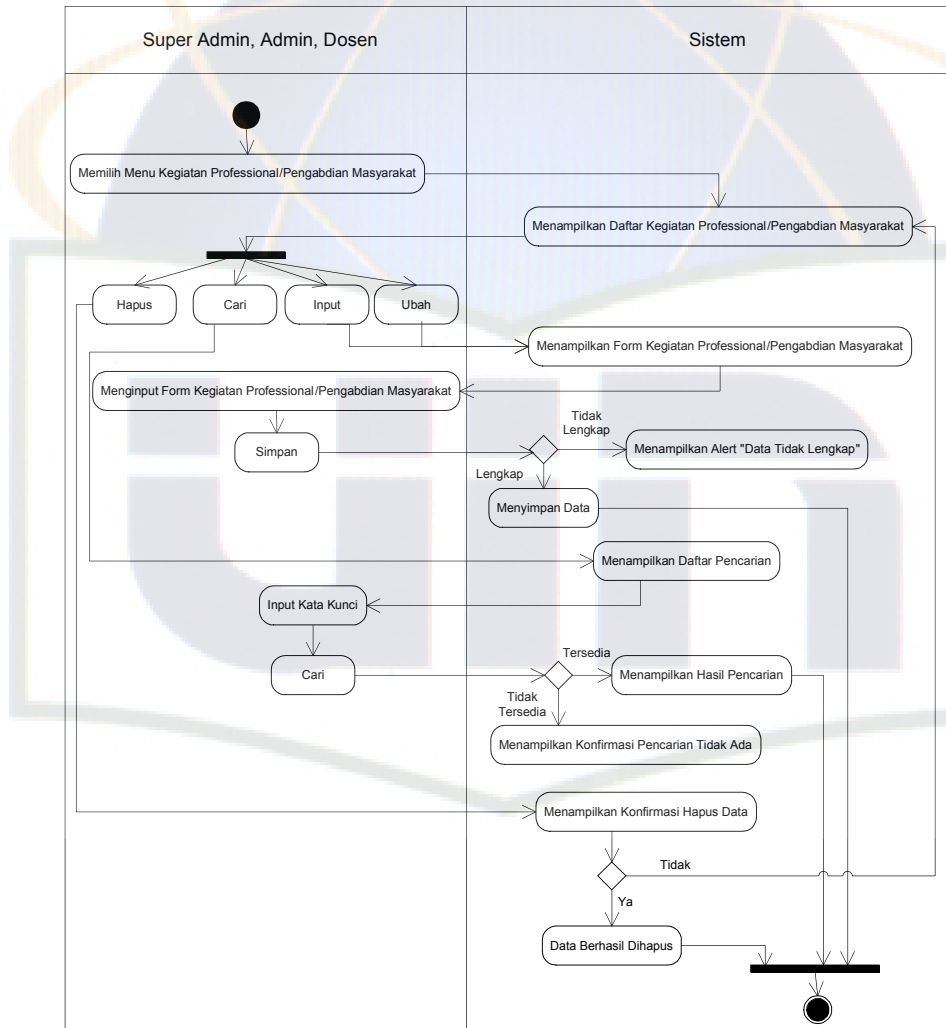 Super Admin, Admin, Dosen
Sistem
Memilih Menu Kegiatan Professional/Pengabdian Masyarakat
Menampilkan Daftar Kegiatan Professional/Pengabdian Masyarakat
Hapus
Cari
Input
Ubah
Menampilkan Form Kegiatan Professional/Pengabdian Masyarakat
Menginput Form Kegiatan Professional/Pengabdian Masyarakat
Tidak
Lengkap
Simpan
Menampilkan Alert "Data Tidak Lengkap"
Lengkap
Menyimpan Data
Menampilkan Daftar Pencarian
Input Kata Kunci
Tersedia
Cari
Menampilkan Hasil Pencarian
Tidak
Tersedia
Menampilkan Konfirmasi Pencarian Tidak Ada
Menampilkan Konfirmasi Hapus Data
Tidak
Ya
Data Berhasil Dihapus
uin